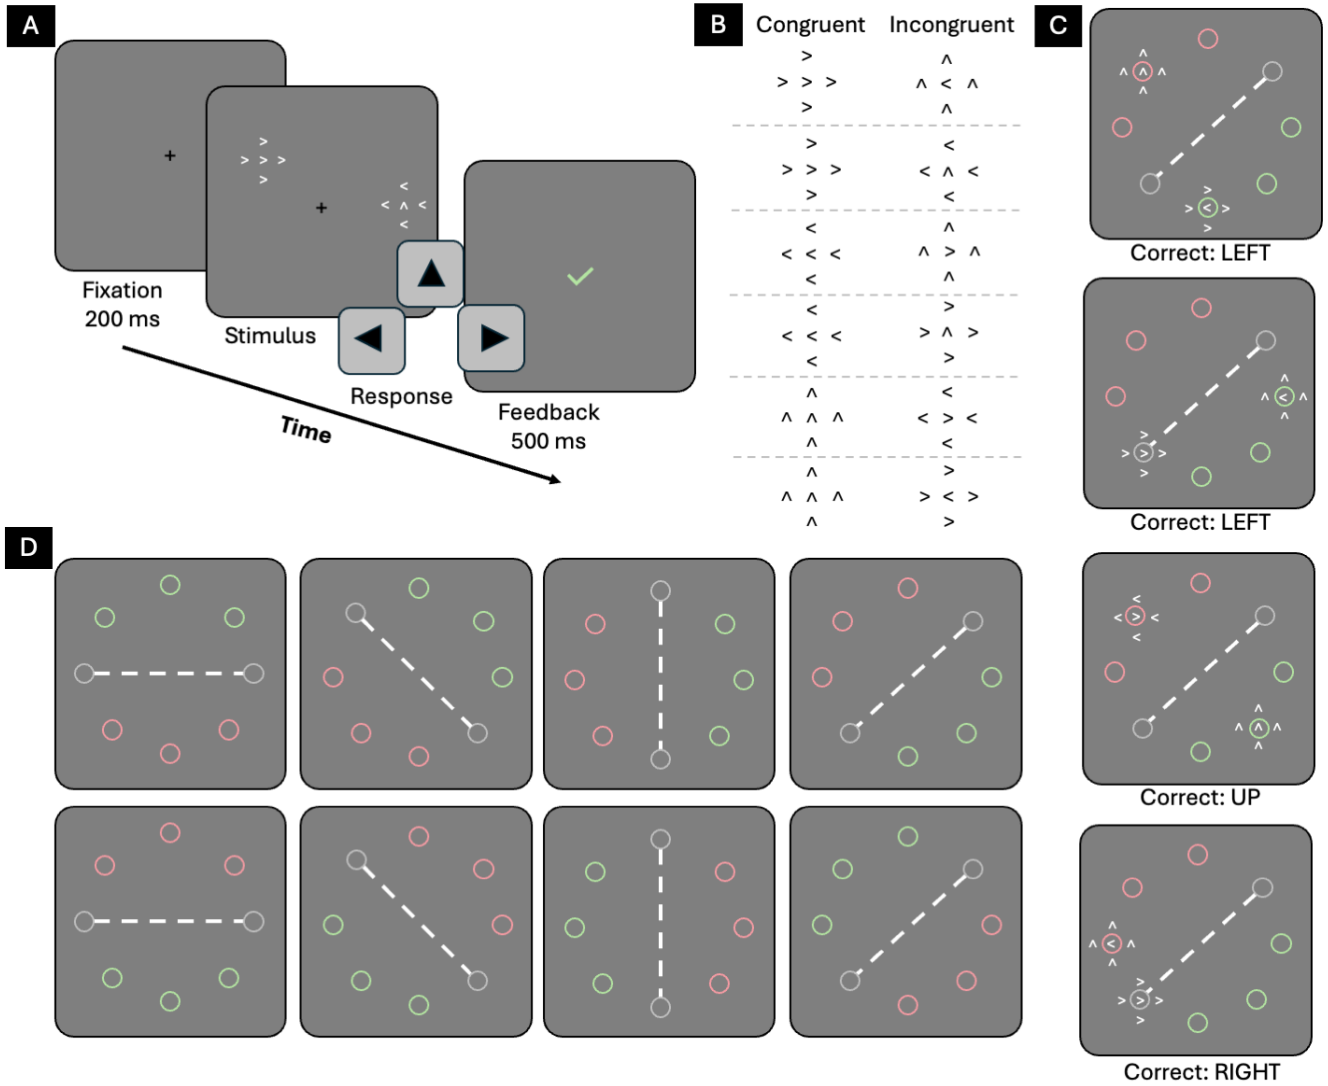 A
Fixation
200 ms
+
>
> > >
>
<
< ^ <
<
+
Stimulus
Response
Feedback
500 ms
Time
B
Congruent Incongruent
> ^
> > > ^ < ^
> ^
> <
> > > < ^ <
> <
< ^
< < < ^ > ^
< ^
< >
< < < > ^ >
< >
^ <
^ ^ ^ < > <
^ <
^ >
^ ^ ^ > < >
^ >
C
^
^ ^ ^
^
>
> < >
>
Correct: LEFT
^
^ < ^
^
>
> > >
>
Correct: LEFT
<
< > <
<
^
^ ^ ^
^
Correct: UP
^
^ < ^
^
>
> > >
>
Correct: RIGHT
D